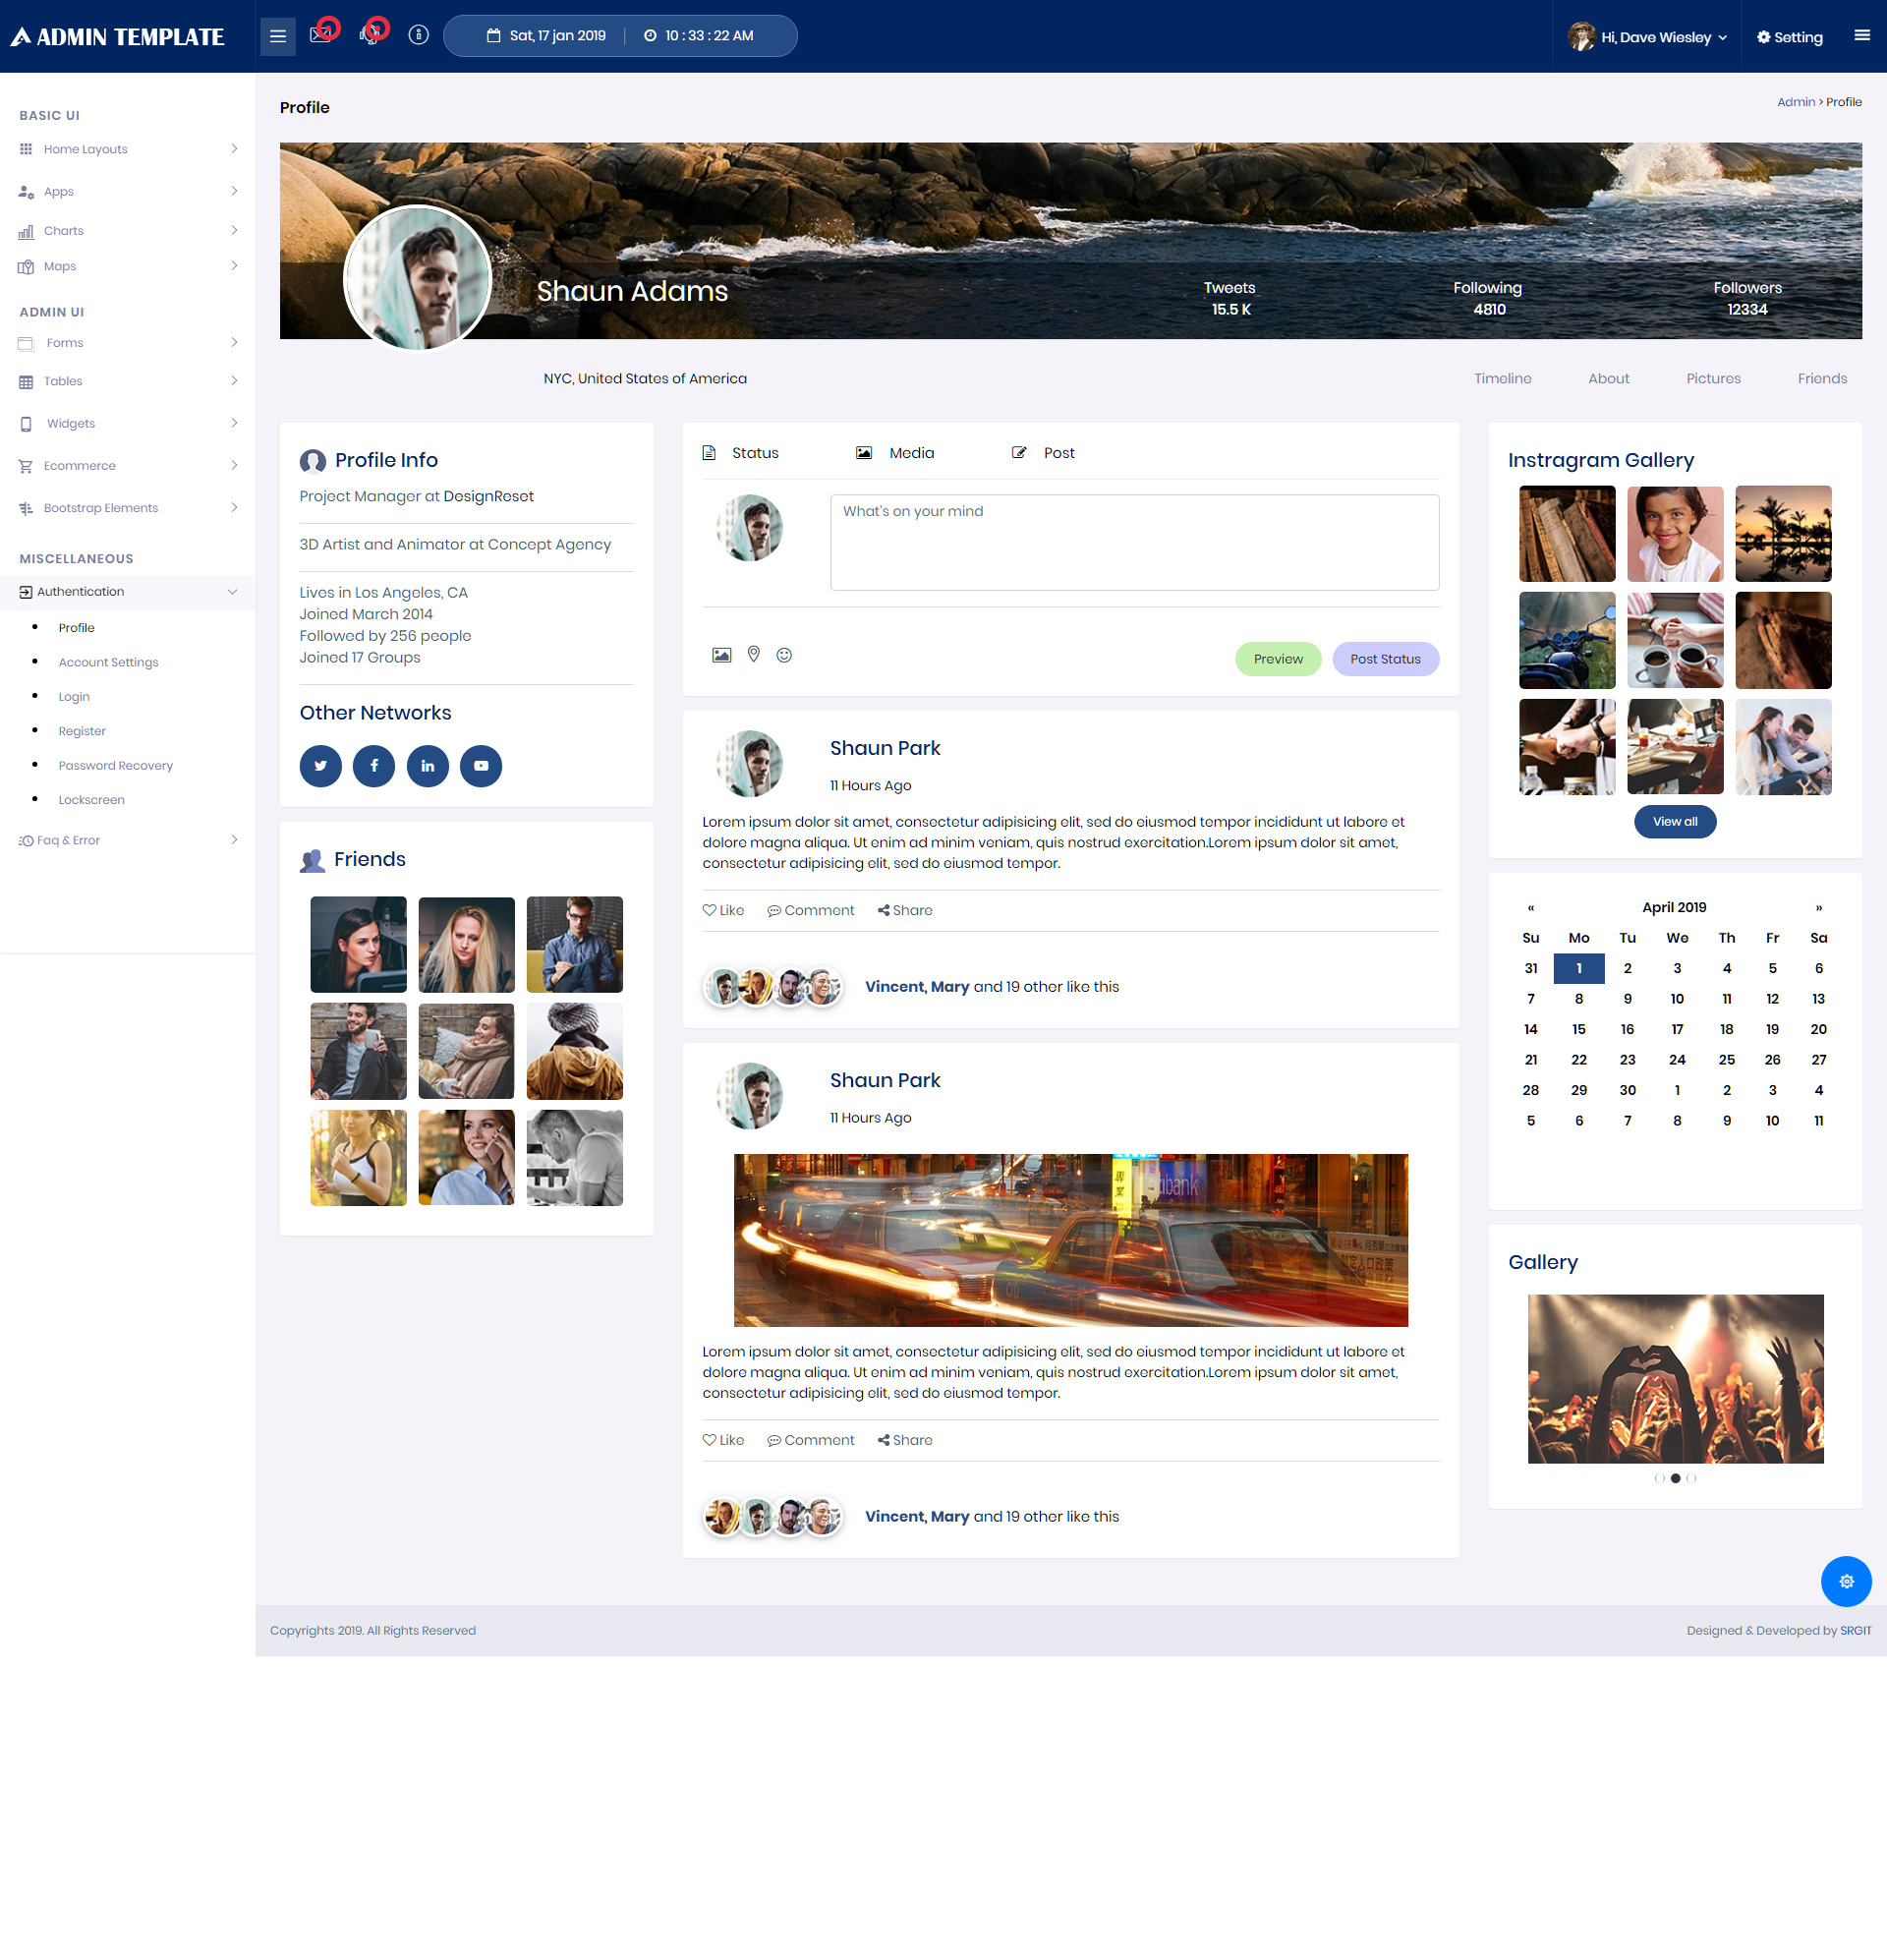 ADMIN TEMPLATE
Sat, 17 jan 2019
10 : 33 : 22 AM
Hi, Dave Wiesley
Setting
BASIC UI
Home Layouts
Apps
Charts
Maps
ADMIN UI
Forms
Tables
Widgets
Ecommerce
Bootstrap Elements
MISCELLANEOUS
Authentication
Profile
Account Settings
Login
Register
Password Recovery
Lockscreen
Faq & Error
Profile
Admin > Profile
Shaun Adams
Tweets
15.5 K
Following
4810
Followers
12334
NYC, United States of America
Timeline
About
Pictures
Friends
Profile Info
Project Manager at DesignReset
3D Artist and Animator at Concept Agency
Lives in Los Angeles, CA
Joined March 2014
Followed by 256 people
Joined 17 Groups
Other Networks
Friends
Status
Media
Post
What's on your mind
Preview
Post Status
Shaun Park
11 Hours Ago
Lorem ipsum dolor sit amet, consectetur adipisicing elit, sed do eiusmod tempor incididunt ut labore et
dolore magna aliqua. Ut enim ad minim veniam, quis nostrud exercitation.Lorem ipsum dolor sit amet,
consectetur adipisicing elit, sed do eiusmod tempor.
Like
Comment
Share
Vincent, Mary and 19 other like this
Shaun Park
11 Hours Ago
Lorem ipsum dolor sit amet, consectetur adipisicing elit, sed do eiusmod tempor incididunt ut labore et
dolore magna aliqua. Ut enim ad minim veniam, quis nostrud exercitation.Lorem ipsum dolor sit amet,
consectetur adipisicing elit, sed do eiusmod tempor.
Like
Comment
Share
Vincent, Mary and 19 other like this
Instragram Gallery
View all
« April 2019 »
Su Mo Tu We Th Fr Sa
31 1 2 3 4 5 6
7 8 9 10 11 12 13
14 15 16 17 18 19 20
21 22 23 24 25 26 27
28 29 30 1 2 3 4
5 6 7 8 9 10 11
Gallery
Copyrights 2019. All Rights Reserved
Designed & Developed by SRGIT